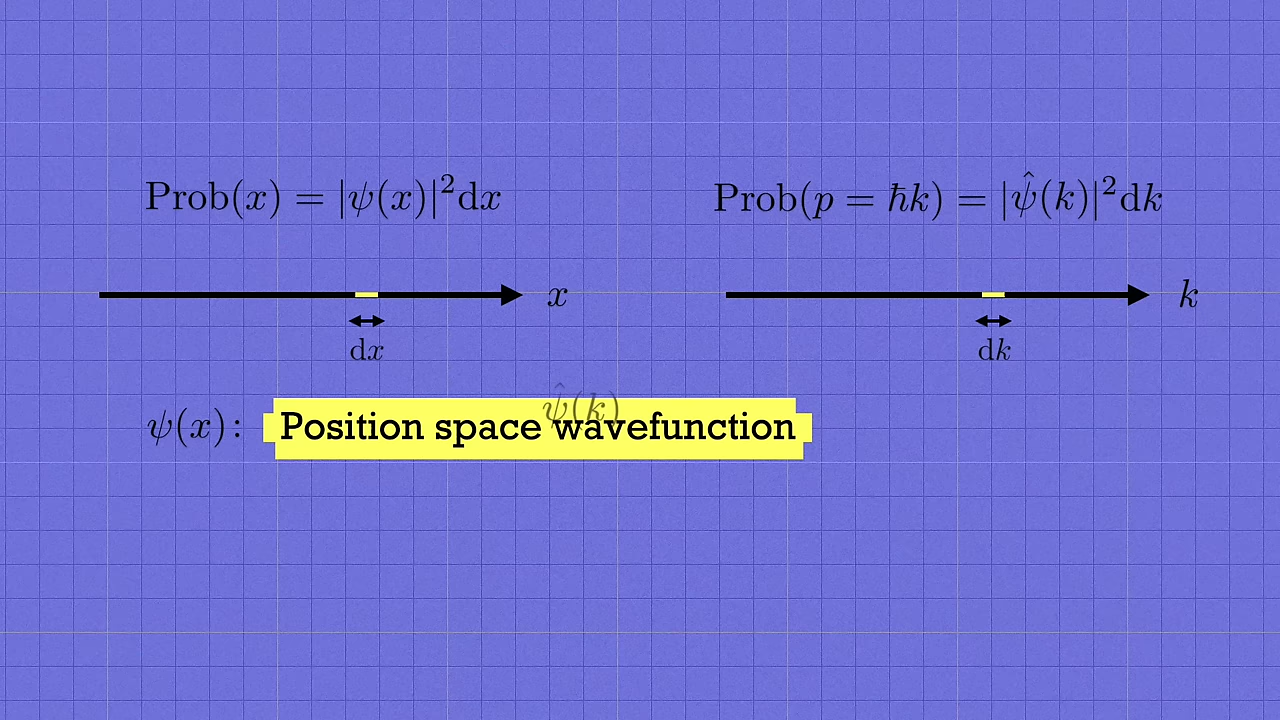 Prob(x) = |ψ(x)|²dx
Prob(p = ħk) = |ψ̂(k)|²dk
x
k
dx
dk
ψ̂(k)
ψ(x): Position space wavefunction